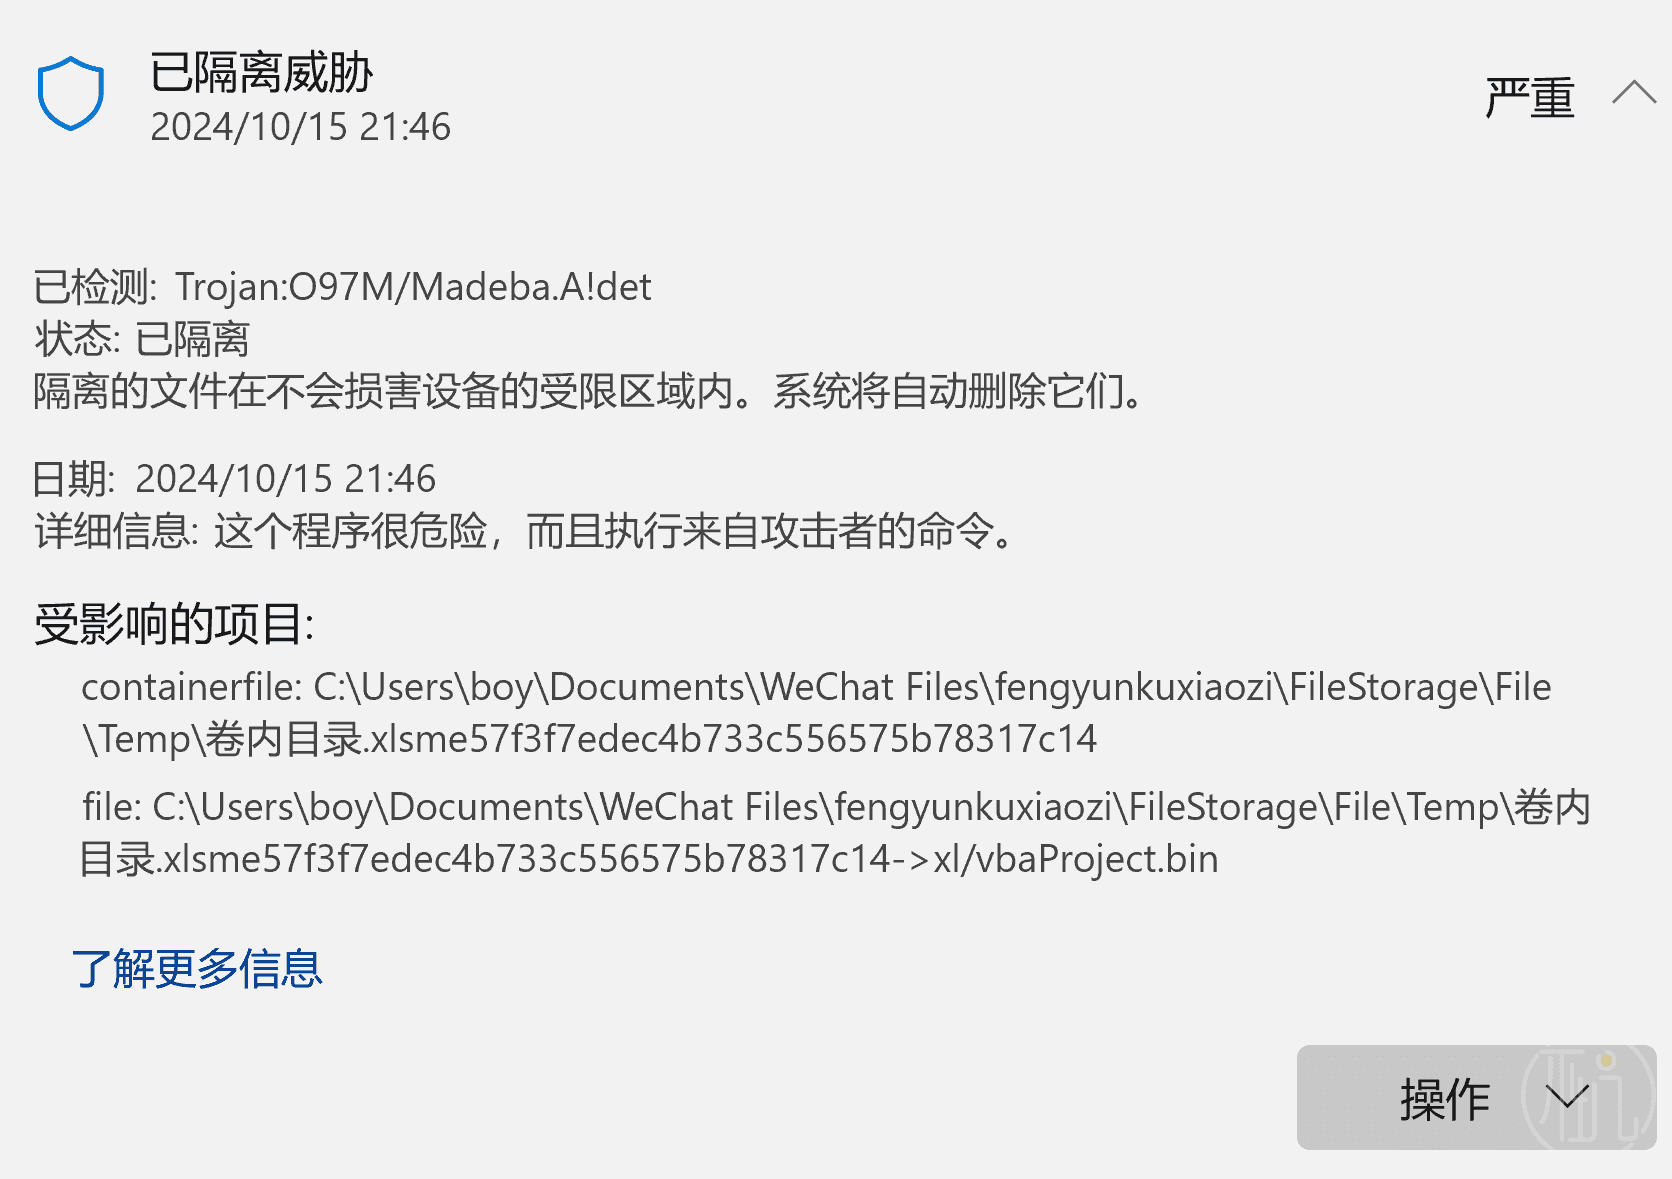 已隔离威胁
2024/10/15 21:46
严重
已检测: Trojan:O97M/Madeba.A!det
状态: 已隔离
隔离的文件在不会损害设备的受限区域内。系统将自动删除它们。
日期: 2024/10/15 21:46
详细信息: 这个程序很危险，而且执行来自攻击者的命令。
受影响的项目:
containerfile: C:\Users\boy\Documents\WeChat Files\fengyunkuxiaozi\FileStorage\File
\Temp\卷内目录.xlsme57f3f7edec4b733c556575b78317c14
file: C:\Users\boy\Documents\WeChat Files\fengyunkuxiaozi\FileStorage\File\Temp\卷内
目录.xlsme57f3f7edec4b733c556575b78317c14->xl/vbaProject.bin
了解更多信息
操作